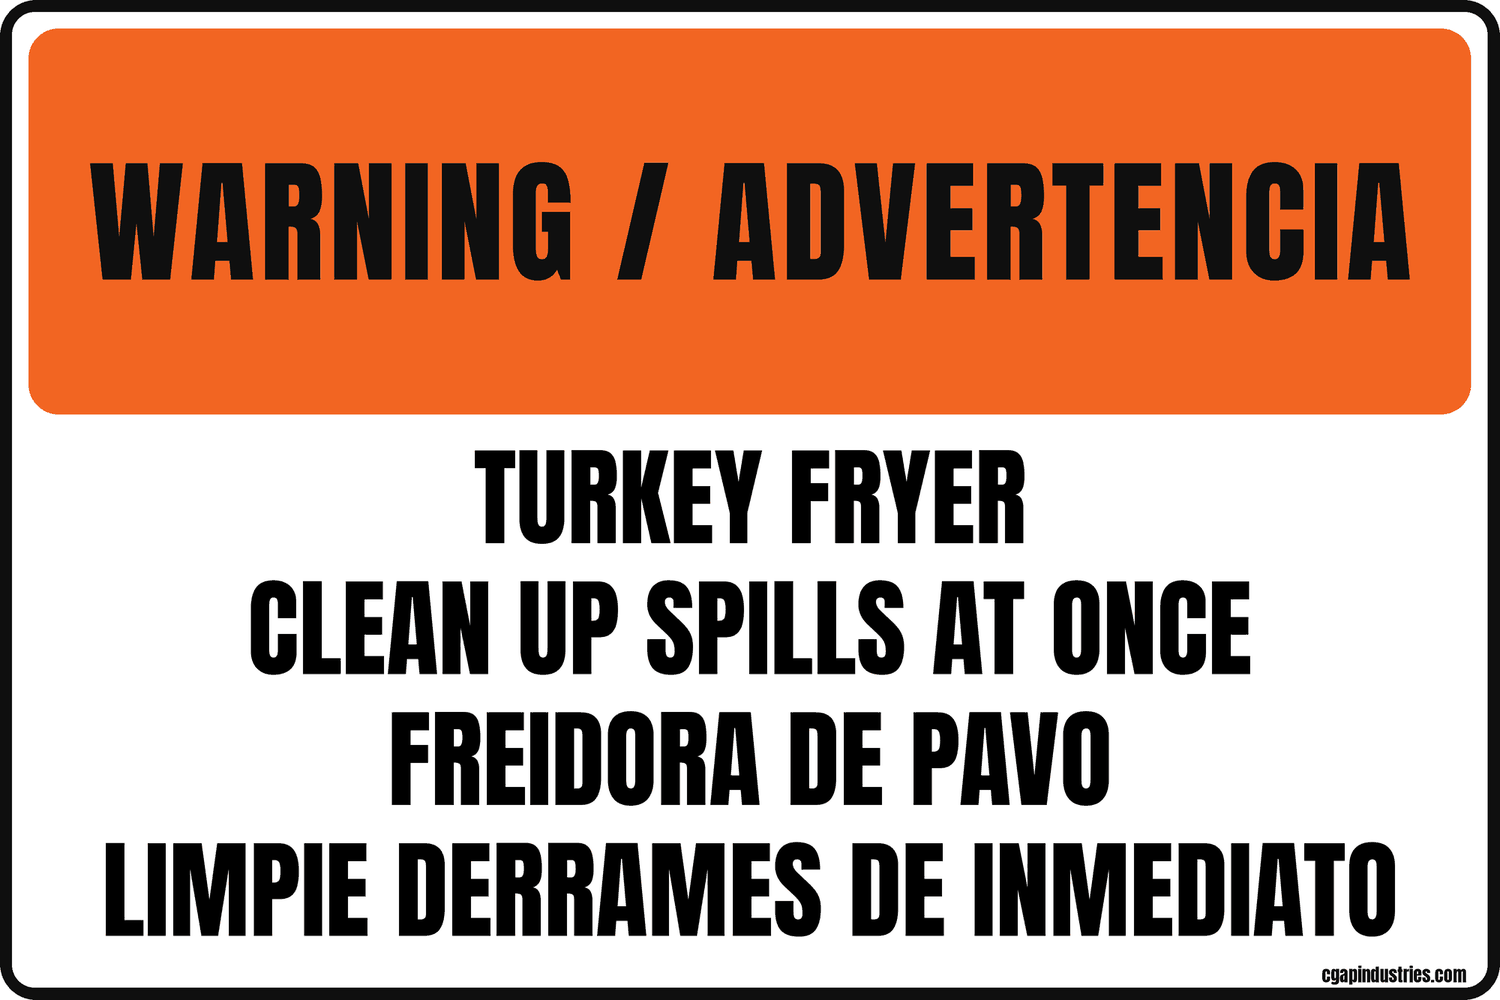 WARNING / ADVERTENCIA
TURKEY FRYER
CLEAN UP SPILLS AT ONCE
FREIDORA DE PAVO
LIMPIE DERRAMES DE INMEDIATO
cgapindustries.com